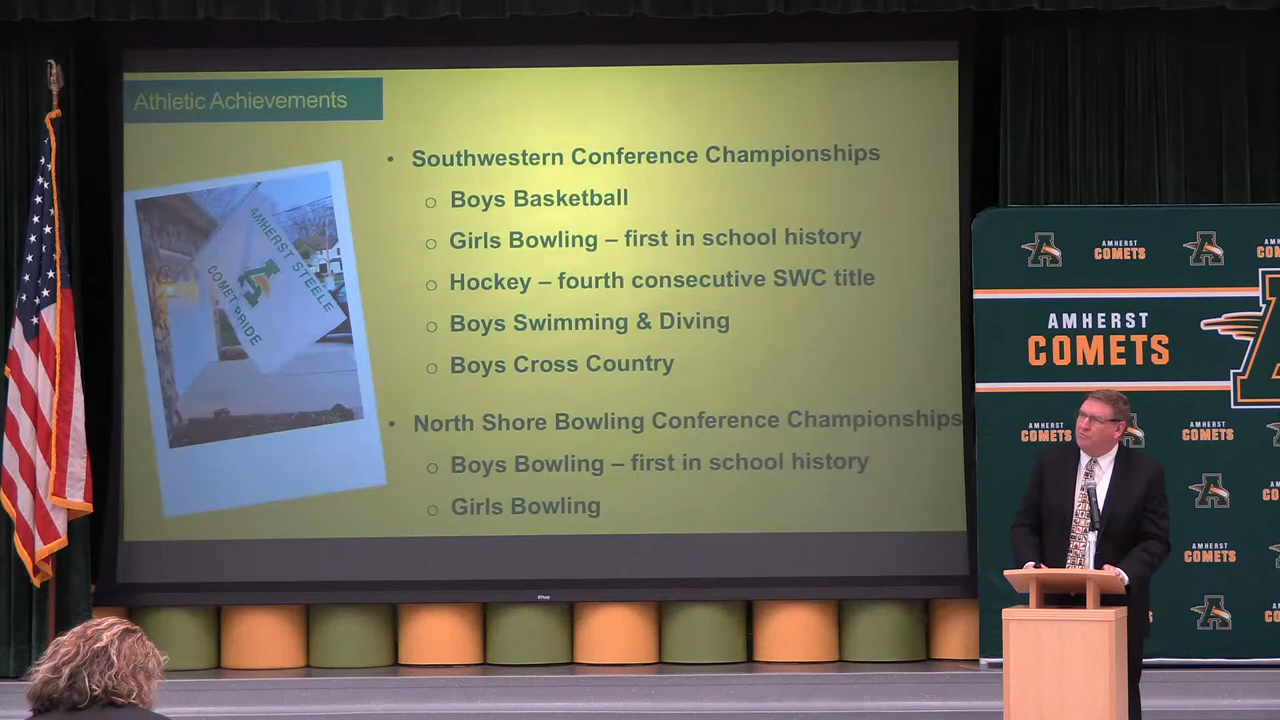 Athletic Achievements
• Southwestern Conference Championships
o Boys Basketball
o Girls Bowling – first in school history
o Hockey – fourth consecutive SWC title
o Boys Swimming & Diving
o Boys Cross Country
• North Shore Bowling Conference Championships
o Boys Bowling – first in school history
o Girls Bowling
AMHERST STEELE
A
COMET PRIDE
A
AMHERST
COMETS
A
AMHERST
COMETS
A
AMHERST
COMETS
A
AMHERST
COMETS
A
AMHERST
COMETS
A